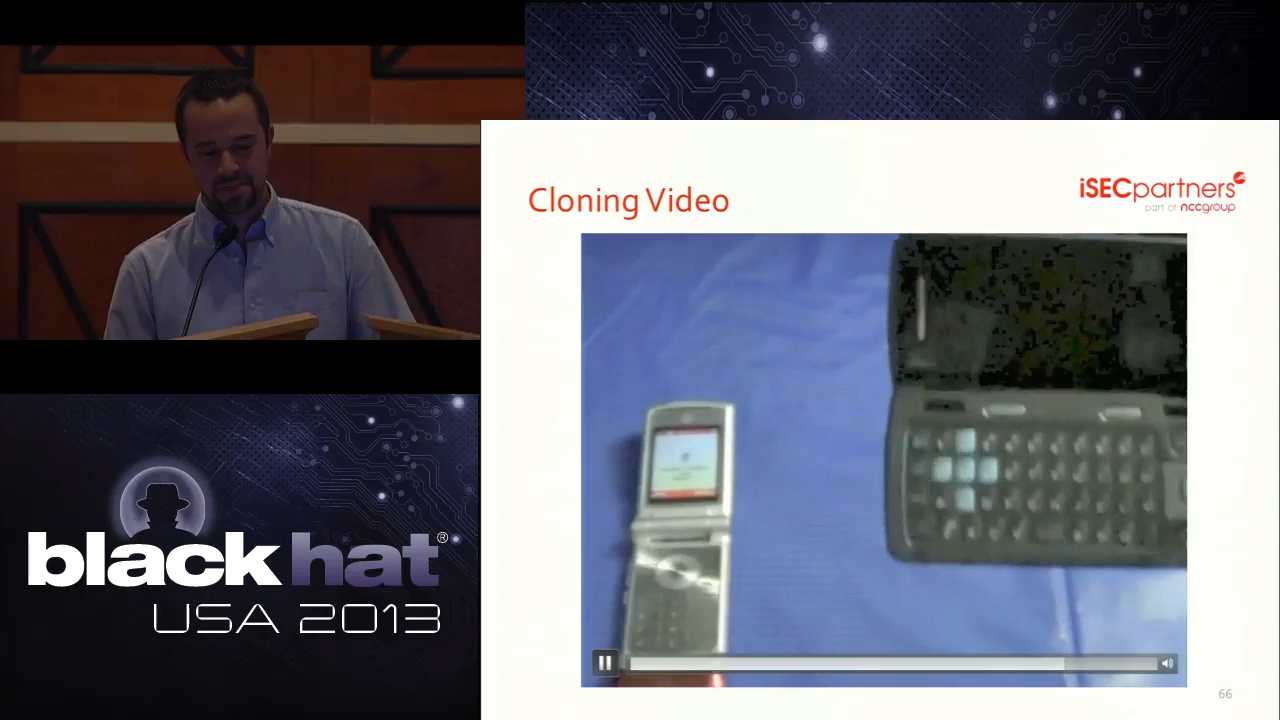 Cloning Video
iSECpartners
part of nccgroup
black hat®
USA 2013
66